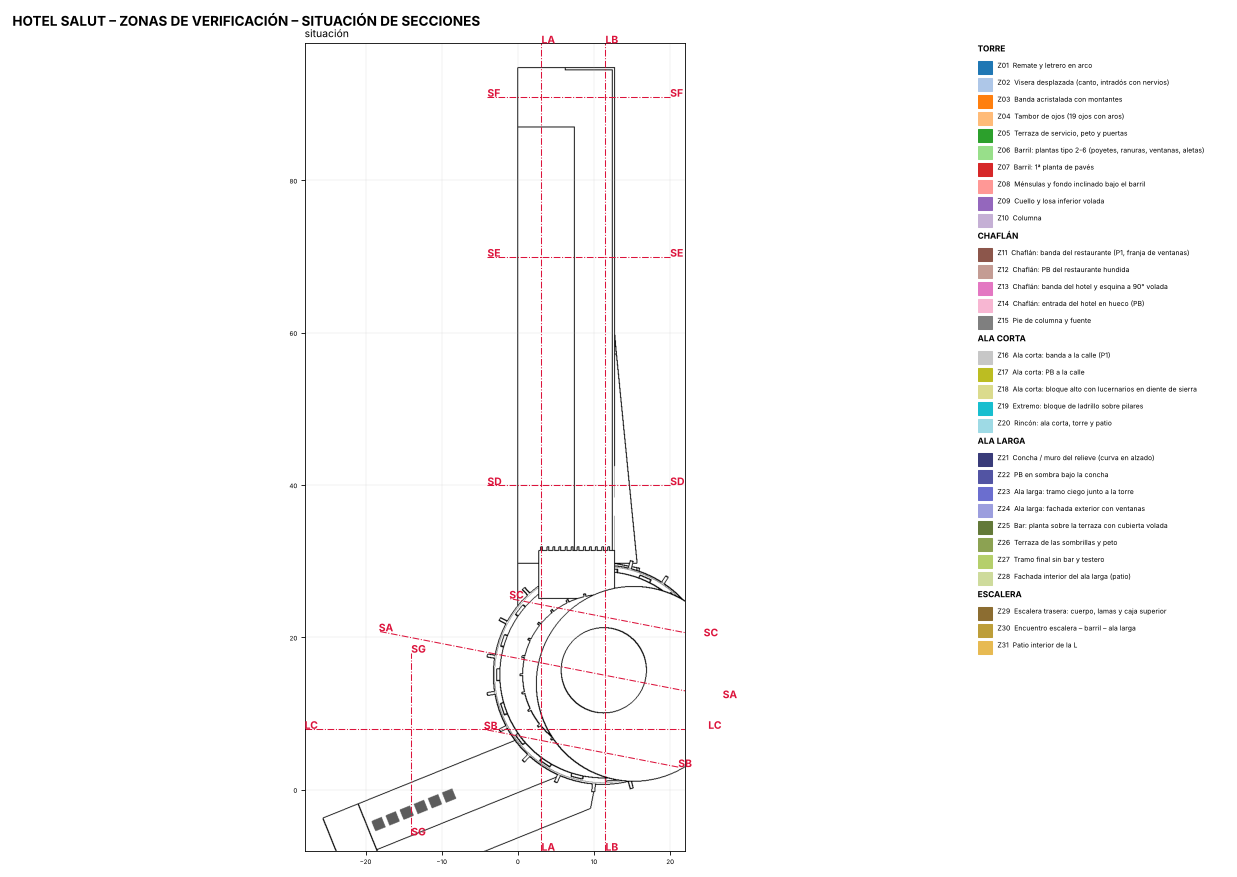 HOTEL SALUT – ZONAS DE VERIFICACIÓN – SITUACIÓN DE SECCIONES
situación
LA
LB
SF
SF
80
SE
SE
60
SD
SD
40
SC
SC
SA
20
SG
SA
LC
SB
LC
SB
0
SG
LA
LB
−20
−10
0
10
20
TORRE
Z01 Remate y letrero en arco
Z02 Visera desplazada (canto, intradós con nervios)
Z03 Banda acristalada con montantes
Z04 Tambor de ojos (19 ojos con aros)
Z05 Terraza de servicio, peto y puertas
Z06 Barril: plantas tipo 2-6 (poyetes, ranuras, ventanas, aletas)
Z07 Barril: 1ª planta de pavés
Z08 Ménsulas y fondo inclinado bajo el barril
Z09 Cuello y losa inferior volada
Z10 Columna
CHAFLÁN
Z11 Chaflán: banda del restaurante (P1, franja de ventanas)
Z12 Chaflán: PB del restaurante hundida
Z13 Chaflán: banda del hotel y esquina a 90° volada
Z14 Chaflán: entrada del hotel en hueco (PB)
Z15 Pie de columna y fuente
ALA CORTA
Z16 Ala corta: banda a la calle (P1)
Z17 Ala corta: PB a la calle
Z18 Ala corta: bloque alto con lucernarios en diente de sierra
Z19 Extremo: bloque de ladrillo sobre pilares
Z20 Rincón: ala corta, torre y patio
ALA LARGA
Z21 Concha / muro del relieve (curva en alzado)
Z22 PB en sombra bajo la concha
Z23 Ala larga: tramo ciego junto a la torre
Z24 Ala larga: fachada exterior con ventanas
Z25 Bar: planta sobre la terraza con cubierta volada
Z26 Terraza de las sombrillas y peto
Z27 Tramo final sin bar y testero
Z28 Fachada interior del ala larga (patio)
ESCALERA
Z29 Escalera trasera: cuerpo, lamas y caja superior
Z30 Encuentro escalera – barril – ala larga
Z31 Patio interior de la L